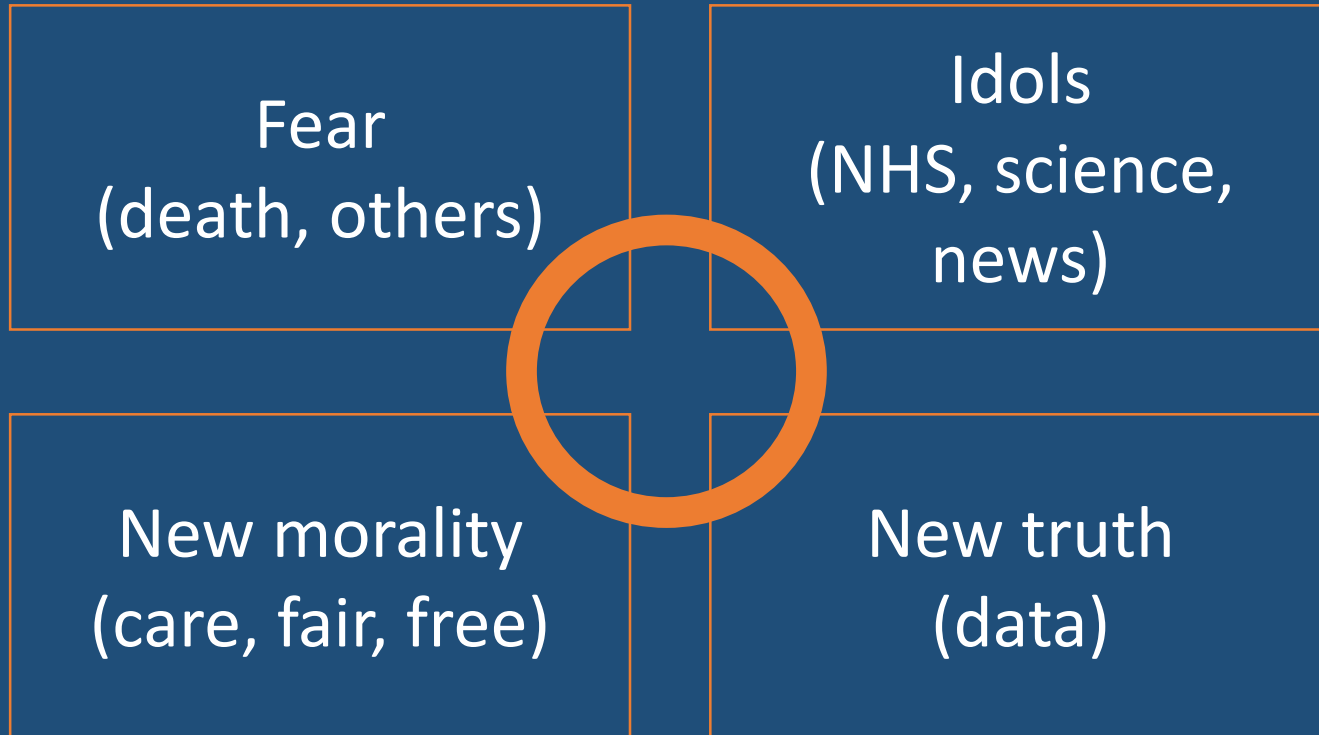 Fear
(death, others)
Idols
(NHS, science,
news)
New morality
(care, fair, free)
New truth
(data)